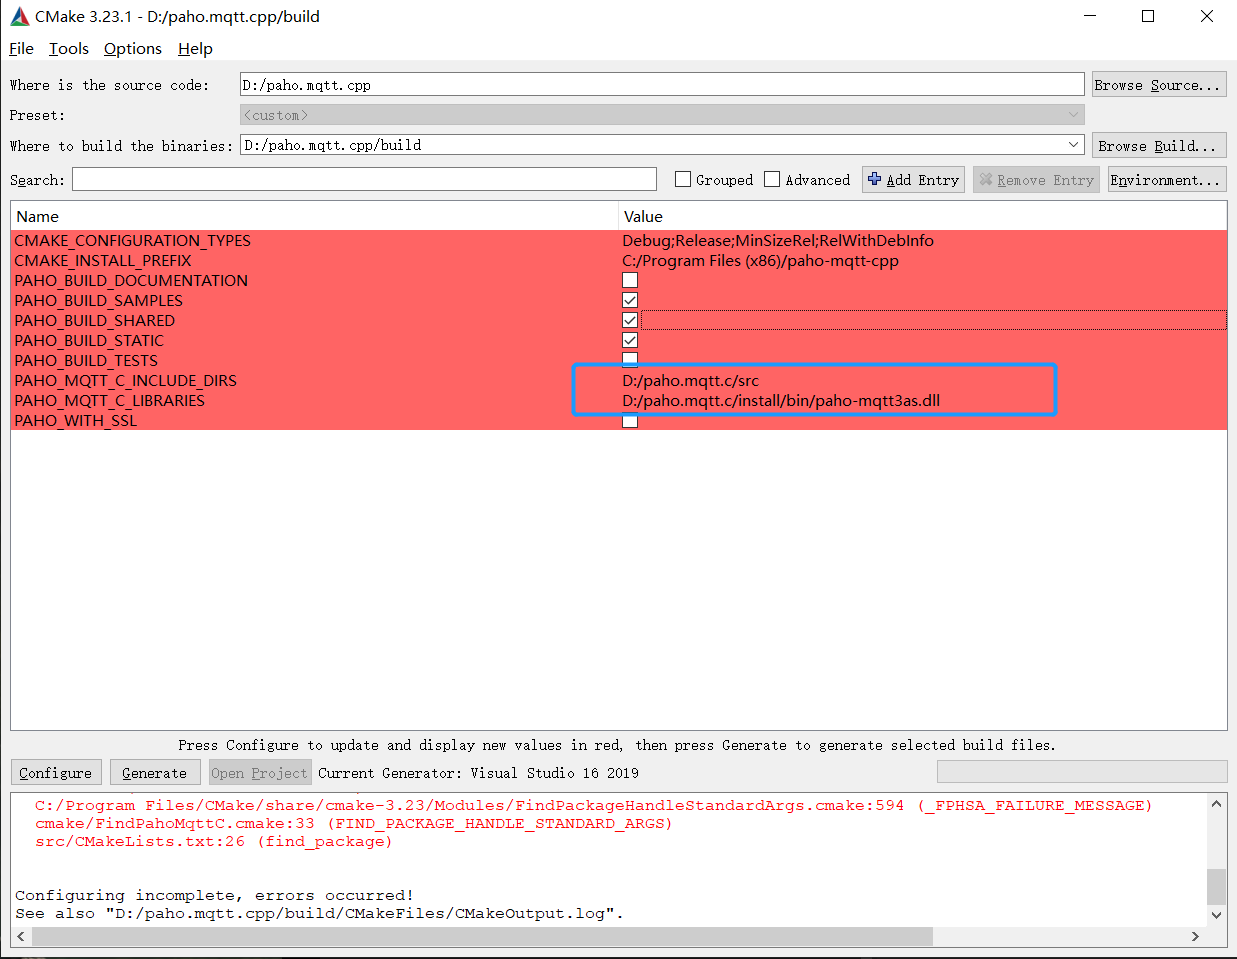 CMake 3.23.1 - D:/paho.mqtt.cpp/build
File Tools Options Help
Where is the source code: D:/paho.mqtt.cpp Browse Source...
Preset: <custom>
Where to build the binaries: D:/paho.mqtt.cpp/build Browse Build...
Search: Grouped Advanced Add Entry Remove Entry Environment...
Name Value
CMAKE_CONFIGURATION_TYPES Debug;Release;MinSizeRel;RelWithDebInfo
CMAKE_INSTALL_PREFIX C:/Program Files (x86)/paho-mqtt-cpp
PAHO_BUILD_DOCUMENTATION
PAHO_BUILD_SAMPLES
PAHO_BUILD_SHARED
PAHO_BUILD_STATIC
PAHO_BUILD_TESTS
PAHO_MQTT_C_INCLUDE_DIRS D:/paho.mqtt.c/src
PAHO_MQTT_C_LIBRARIES D:/paho.mqtt.c/install/bin/paho-mqtt3as.dll
PAHO_WITH_SSL
Press Configure to update and display new values in red, then press Generate to generate selected build files.
Configure Generate Open Project Current Generator: Visual Studio 16 2019
C:/Program Files/CMake/share/cmake-3.23/Modules/FindPackageHandleStandardArgs.cmake:594 (_FPHSA_FAILURE_MESSAGE)
cmake/FindPahoMqttC.cmake:33 (FIND_PACKAGE_HANDLE_STANDARD_ARGS)
src/CMakeLists.txt:26 (find_package)
Configuring incomplete, errors occurred!
See also "D:/paho.mqtt.cpp/build/CMakeFiles/CMakeOutput.log".